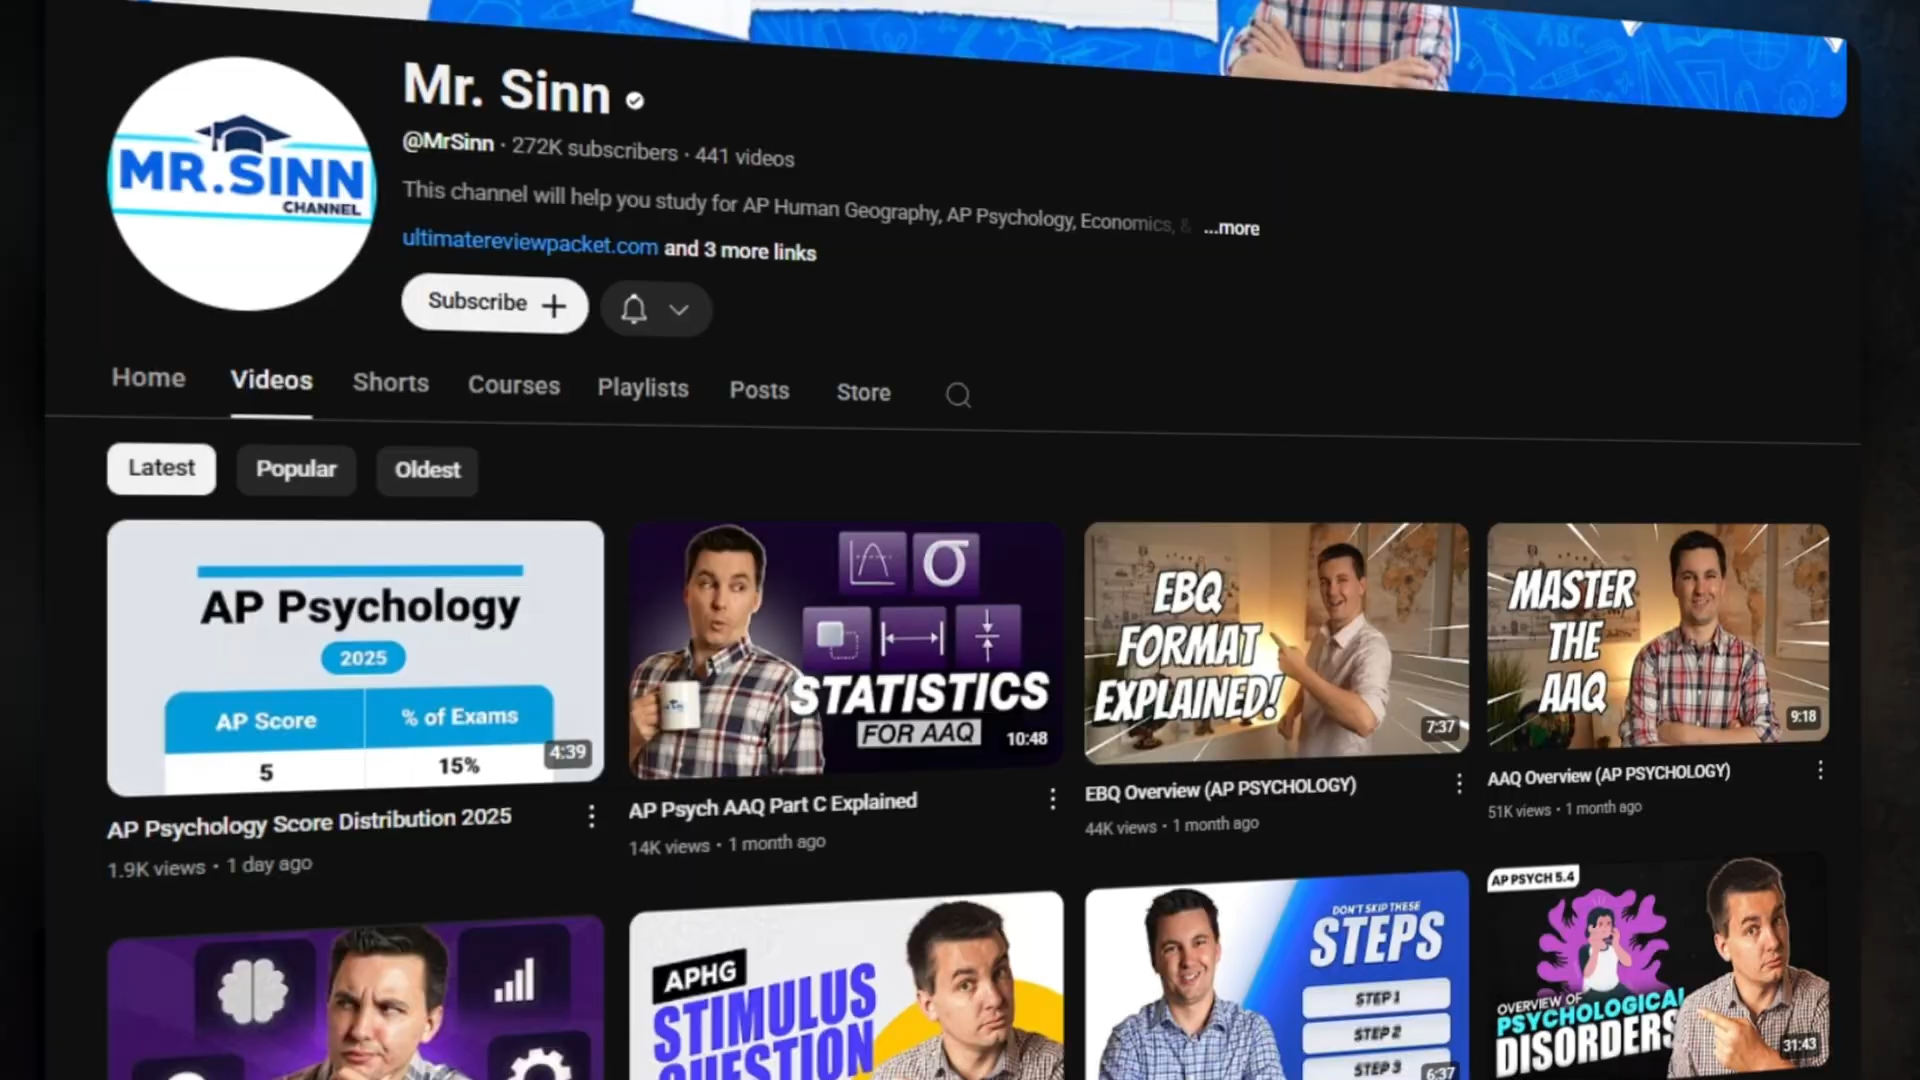 ABC
MR.SINN
CHANNEL
Mr. Sinn
@MrSinn · 272K subscribers · 441 videos
This channel will help you study for AP Human Geography, AP Psychology, Economics, & ...more
ultimatereviewpacket.com and 3 more links
Subscribe
Home Videos Shorts Courses Playlists Posts Store
Latest Popular Oldest
AP Psychology
2025
AP Score % of Exams
5 15%
4:39
AP Psychology Score Distribution 2025
1.9K views • 1 day ago
STATISTICS
FOR AAQ
10:48
AP Psych AAQ Part C Explained
14K views • 1 month ago
EBQ
FORMAT
EXPLAINED!
7:37
EBQ Overview (AP PSYCHOLOGY)
44K views • 1 month ago
MASTER
THE
AAQ
9:18
AAQ Overview (AP PSYCHOLOGY)
51K views • 1 month ago
APHG
STIMULUS
QUESTION
DON'T SKIP THESE
STEPS
STEP 1
STEP 2
STEP 3
6:37
AP PSYCH 5.4
OVERVIEW OF
PSYCHOLOGICAL
DISORDERS
31:43